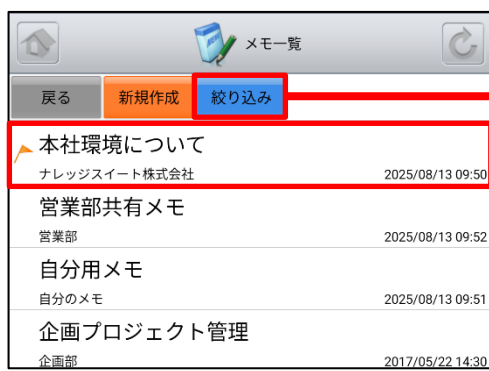 メモ一覧
戻る 新規作成 絞り込み
本社環境について
ナレッジスイート株式会社 2025/08/13 09:50
営業部共有メモ
営業部 2025/08/13 09:52
自分用メモ
自分のメモ 2025/08/13 09:51
企画プロジェクト管理
企画部 2017/05/22 14:30